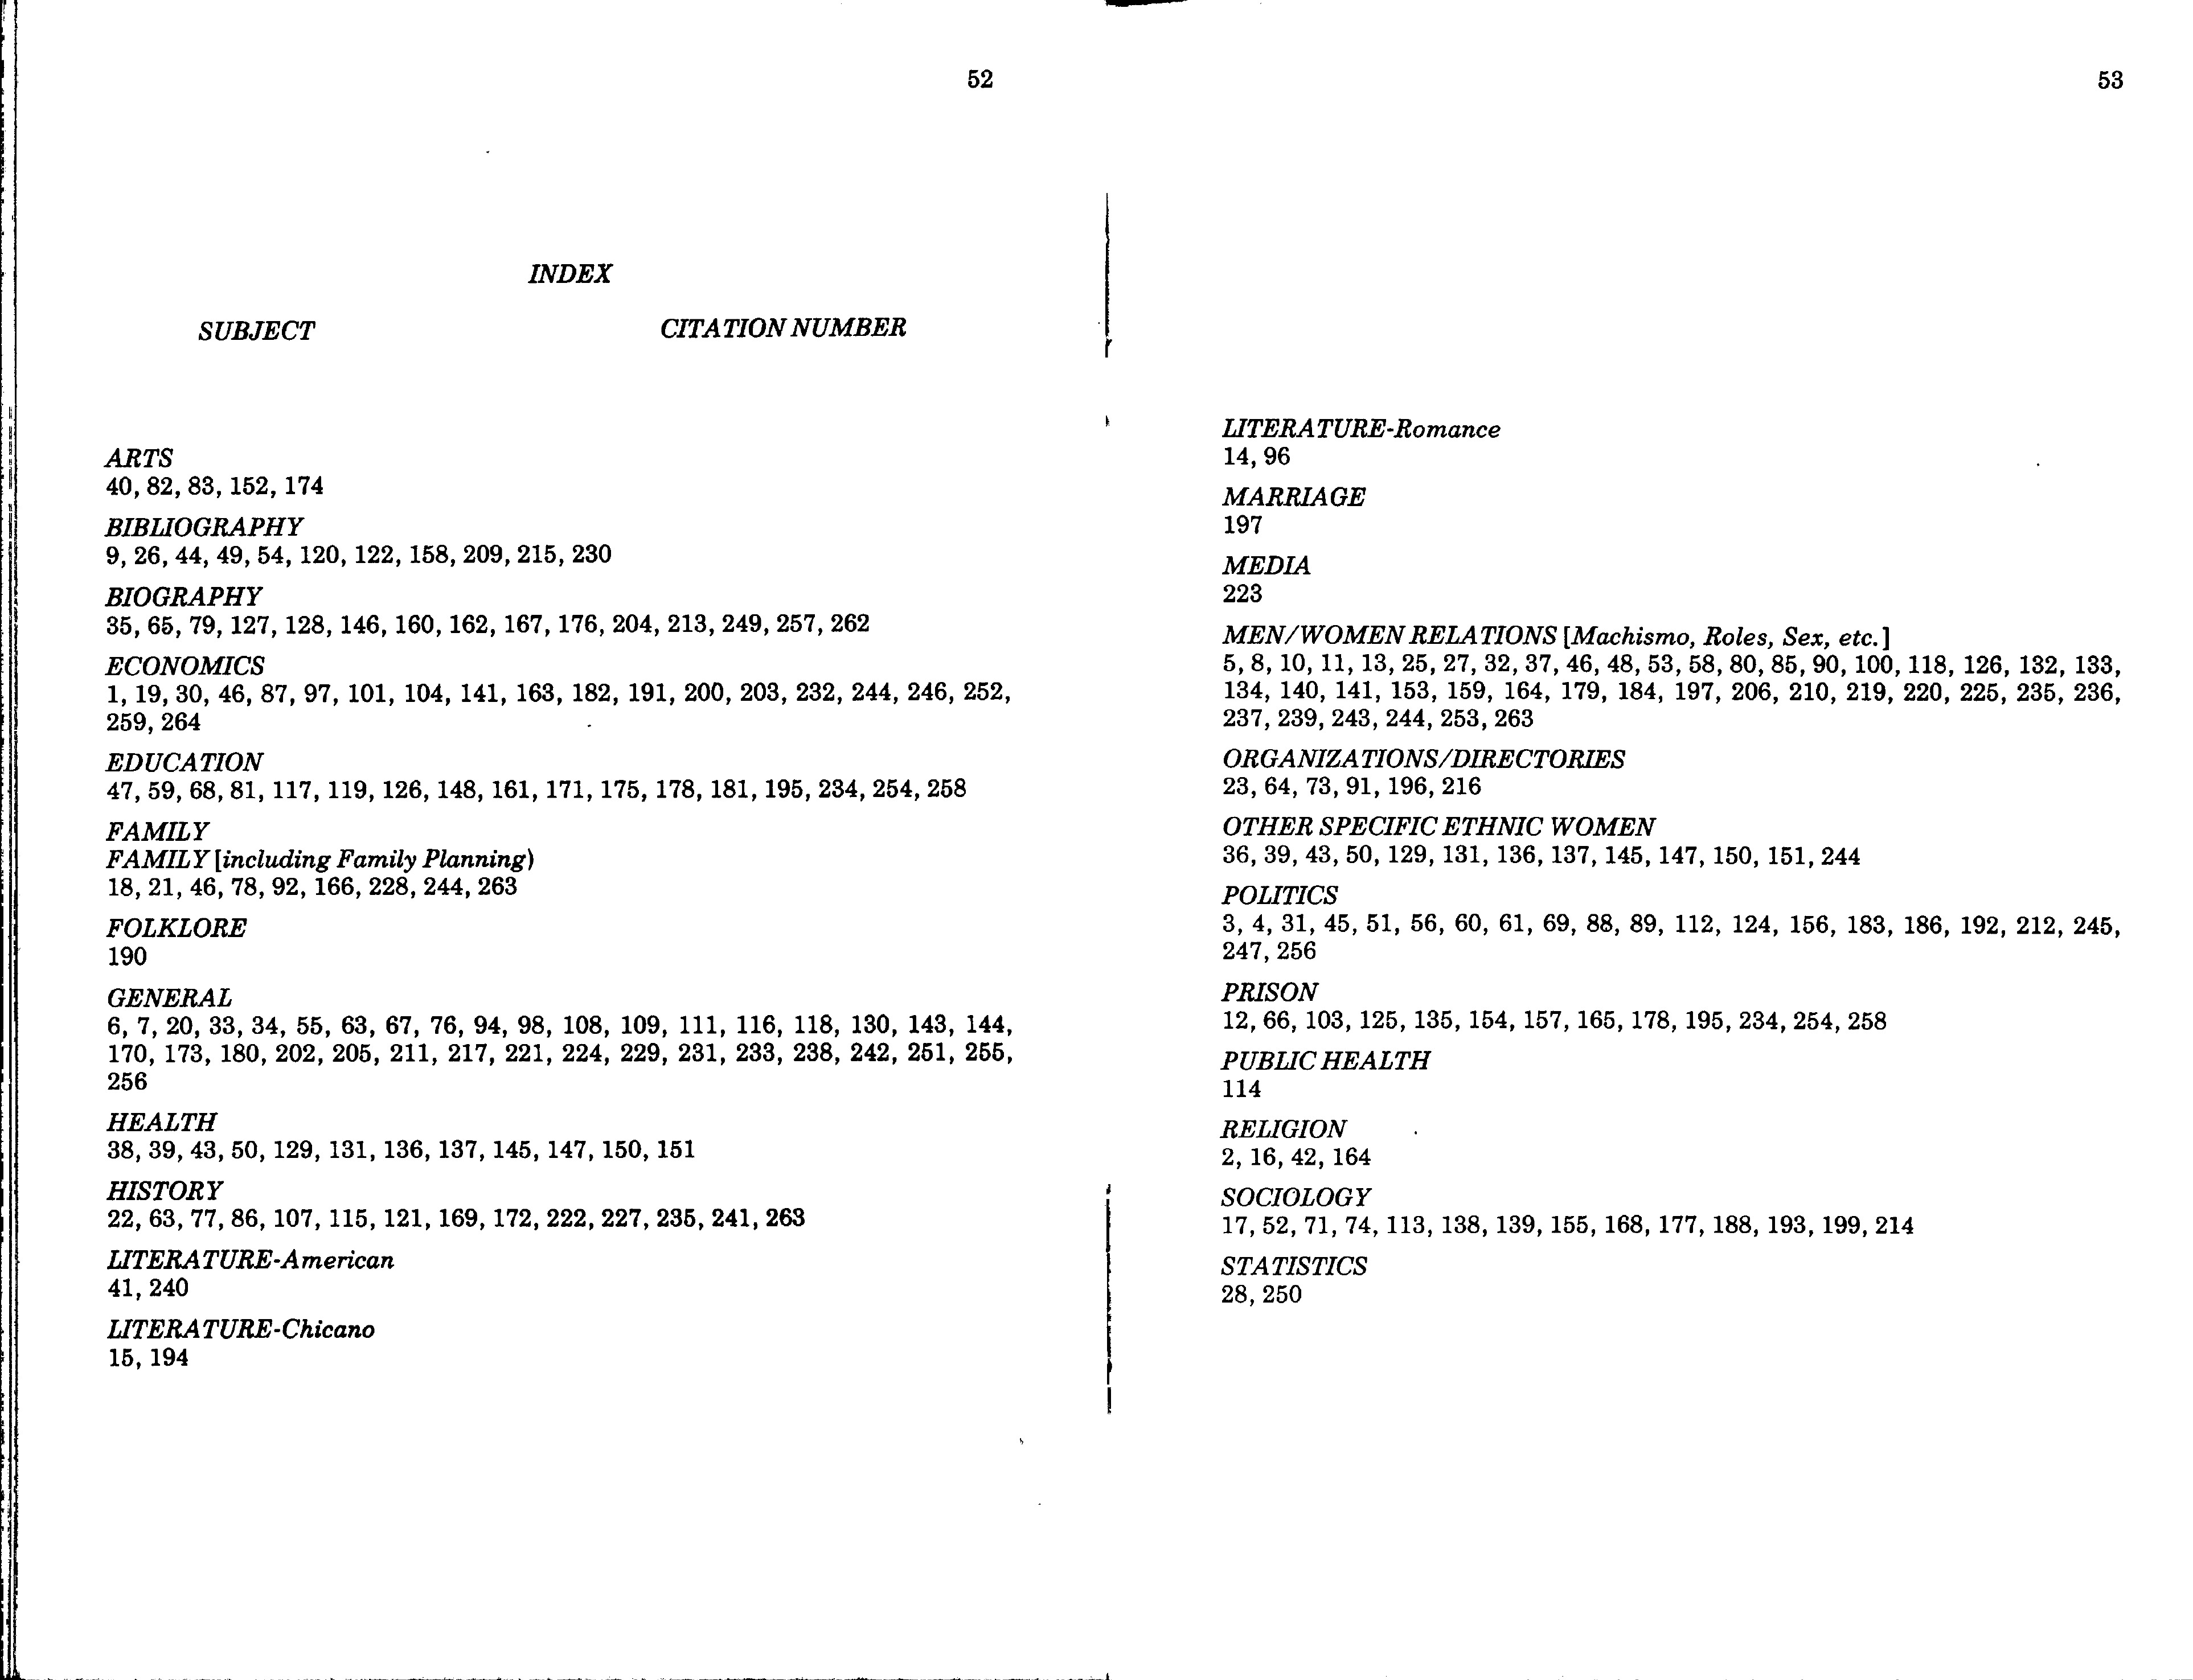 52
INDEX
SUBJECT CITATION NUMBER
ARTS
40, 82, 83, 152, 174
BIBLIOGRAPHY
9, 26, 44, 49, 54, 120, 122, 158, 209, 215, 230
BIOGRAPHY
35, 65, 79, 127, 128, 146, 160, 162, 167, 176, 204, 213, 249, 257, 262
ECONOMICS
1, 19, 30, 46, 87, 97, 101, 104, 141, 163, 182, 191, 200, 203, 232, 244, 246, 252,
259, 264
EDUCATION
47, 59, 68, 81, 117, 119, 126, 148, 161, 171, 175, 178, 181, 195, 234, 254, 258
FAMILY
FAMILY [including Family Planning)
18, 21, 46, 78, 92, 166, 228, 244, 263
FOLKLORE
190
GENERAL
6, 7, 20, 33, 34, 55, 63, 67, 76, 94, 98, 108, 109, 111, 116, 118, 130, 143, 144,
170, 173, 180, 202, 205, 211, 217, 221, 224, 229, 231, 233, 238, 242, 251, 255,
256
HEALTH
38, 39, 43, 50, 129, 131, 136, 137, 145, 147, 150, 151
HISTORY
22, 63, 77, 86, 107, 115, 121, 169, 172, 222, 227, 235, 241, 263
LITERATURE-American
41, 240
LITERATURE-Chicano
15, 194
53
LITERATURE-Romance
14, 96
MARRIAGE
197
MEDIA
223
MEN/WOMEN RELATIONS [Machismo, Roles, Sex, etc.]
5, 8, 10, 11, 13, 25, 27, 32, 37, 46, 48, 53, 58, 80, 85, 90, 100, 118, 126, 132, 133,
134, 140, 141, 153, 159, 164, 179, 184, 197, 206, 210, 219, 220, 225, 235, 236,
237, 239, 243, 244, 253, 263
ORGANIZATIONS/DIRECTORIES
23, 64, 73, 91, 196, 216
OTHER SPECIFIC ETHNIC WOMEN
36, 39, 43, 50, 129, 131, 136, 137, 145, 147, 150, 151, 244
POLITICS
3, 4, 31, 45, 51, 56, 60, 61, 69, 88, 89, 112, 124, 156, 183, 186, 192, 212, 245,
247, 256
PRISON
12, 66, 103, 125, 135, 154, 157, 165, 178, 195, 234, 254, 258
PUBLIC HEALTH
114
RELIGION
2, 16, 42, 164
SOCIOLOGY
17, 52, 71, 74, 113, 138, 139, 155, 168, 177, 188, 193, 199, 214
STATISTICS
28, 250